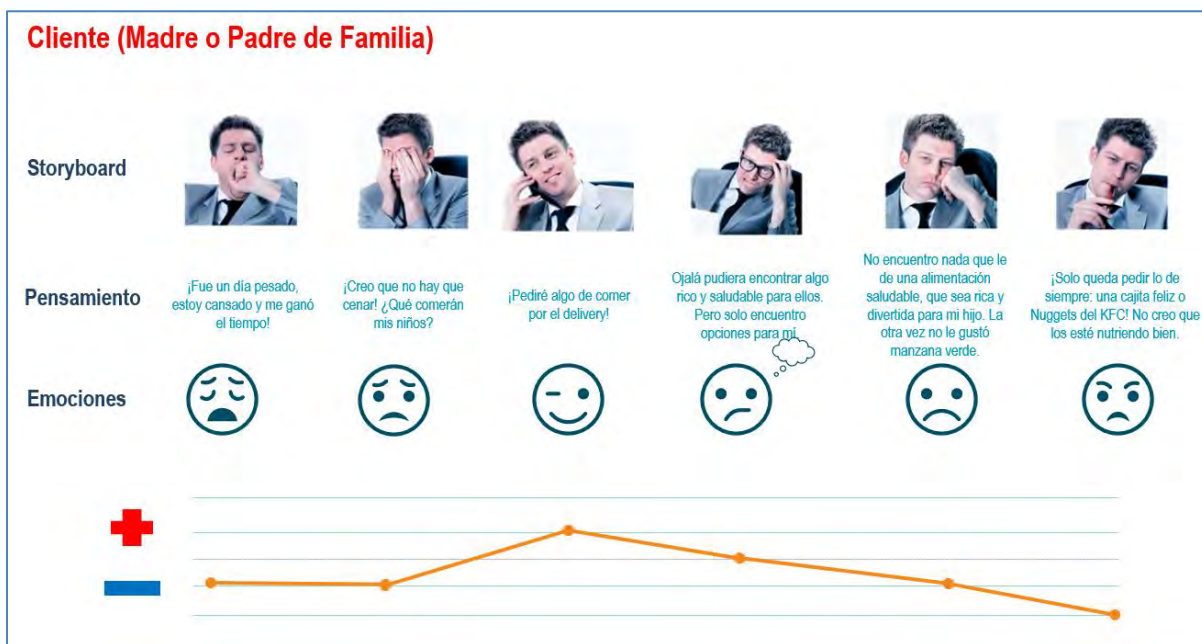 Cliente (Madre o Padre de Familia)
Storyboard
Pensamiento
¡Fue un día pesado,
estoy cansado y me ganó
el tiempo!
¡Creo que no hay que
cenar! ¿Qué comerán
mis niños?
¡Pediré algo de comer
por el delivery!
Ojalá pudiera encontrar algo
rico y saludable para ellos.
Pero solo encuentro
opciones para mí.
No encuentro nada que le
de una alimentación
saludable, que sea rica y
divertida para mi hijo. La
otra vez no le gustó
manzana verde.
¡Solo queda pedir lo de
siempre: una cajita feliz o
Nuggets del KFC! No creo que
los esté nutriendo bien.
Emociones